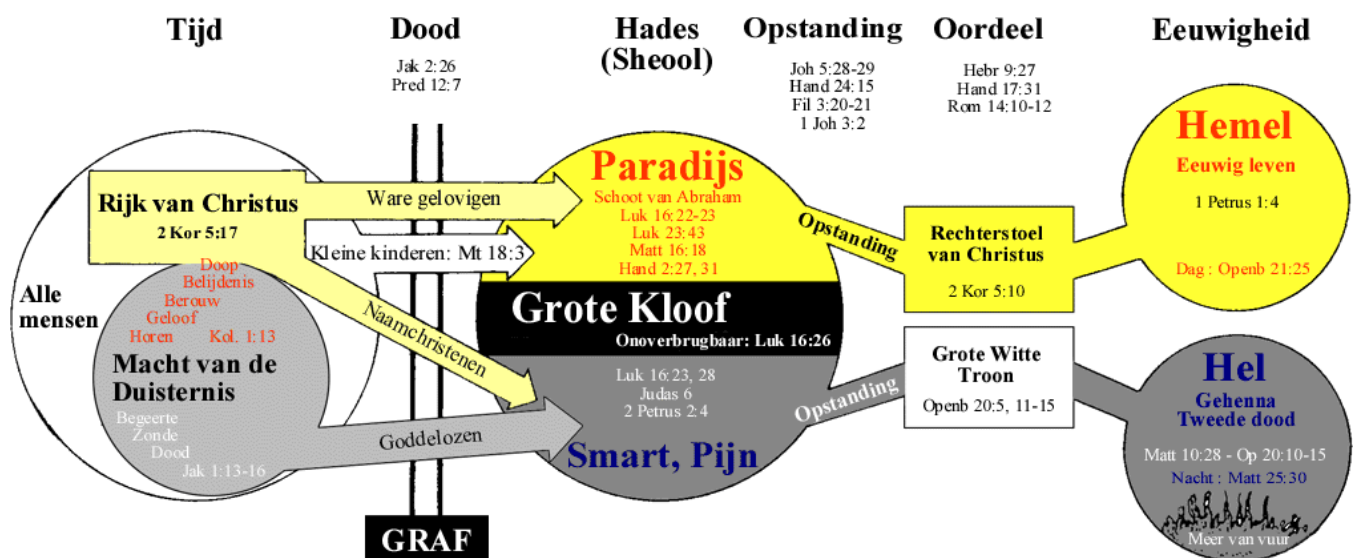 Tijd
Dood
Jak 2:26
Pred 12:7
Hades
(Sheool)
Opstanding
Joh 5:28-29
Hand 24:15
Fil 3:20-21
1 Joh 3:2
Oordeel
Hebr 9:27
Hand 17:31
Rom 14:10-12
Eeuwigheid
Alle
mensen
Rijk van Christus
2 Kor 5:17
Doop
Belijdenis
Berouw
Geloof
Horen Kol. 1:13
Macht van de
Duisternis
Begeerte
Zonde
Dood
Jak 1:13-16
Ware gelovigen
Kleine kinderen: Mt 18:3
Naamchristenen
Goddelozen
GRAF
Paradijs
Schoot van Abraham
Luk 16:22-23
Luk 23:43
Matt 16:18
Hand 2:27, 31
Grote Kloof
Onoverbrugbaar: Luk 16:26
Luk 16:23, 28
Judas 6
2 Petrus 2:4
Smart, Pijn
Opstanding
Opstanding
Rechterstoel
van Christus
2 Kor 5:10
Grote Witte
Troon
Openb 20:5, 11-15
Hemel
Eeuwig leven
1 Petrus 1:4
Dag : Openb 21:25
Hel
Gehenna
Tweede dood
Matt 10:28 - Op 20:10-15
Nacht : Matt 25:30
Meer van vuur